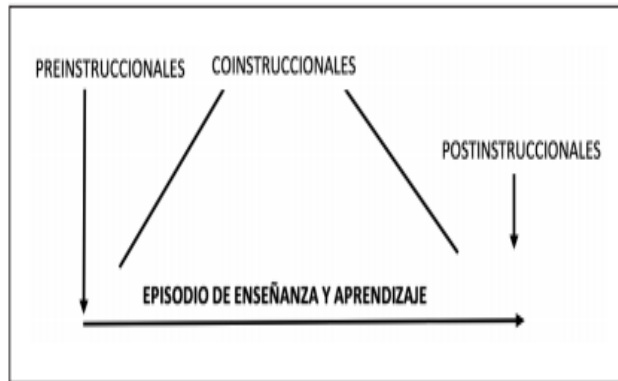 PREINSTRUCCIONALES
COINSTRUCCIONALES
POSTINSTRUCCIONALES
EPISODIO DE ENSEÑANZA Y APRENDIZAJE